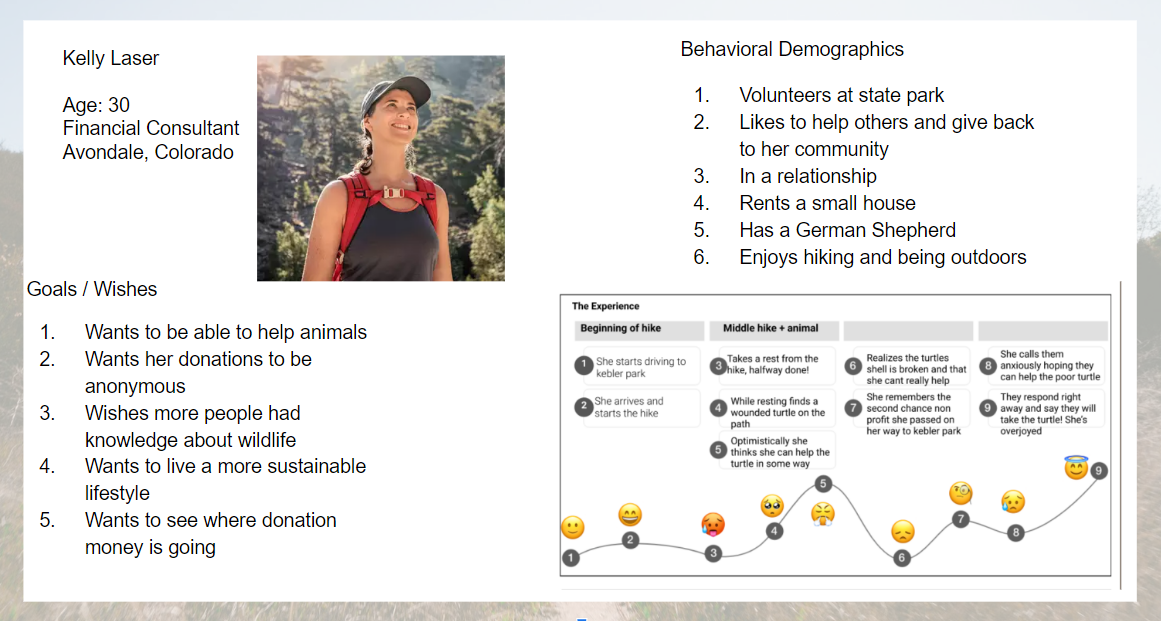 Kelly Laser
Age: 30
Financial Consultant
Avondale, Colorado
Goals / Wishes
1. Wants to be able to help animals
2. Wants her donations to be
anonymous
3. Wishes more people had
knowledge about wildlife
4. Wants to live a more sustainable
lifestyle
5. Wants to see where donation
money is going
Behavioral Demographics
1. Volunteers at state park
2. Likes to help others and give back
to her community
3. In a relationship
4. Rents a small house
5. Has a German Shepherd
6. Enjoys hiking and being outdoors
The Experience
Beginning of hike
1 She starts driving to
kebler park
2 She arrives and
starts the hike
Middle hike + animal
3 Takes a rest from the
hike, halfway done!
4 While resting finds a
wounded turtle on the
path
5 Optimistically she
thinks she can help the
turtle in some way
6 Realizes the turtles
shell is broken and that
she cant really help
7 She remembers the
second chance non
profit she passed on
her way to kebler park
8 She calls them
anxiously hoping they
can help the poor turtle
9 They respond right
away and say they will
take the turtle! She's
overjoyed
1
2
3
4
5
6
7
8
9